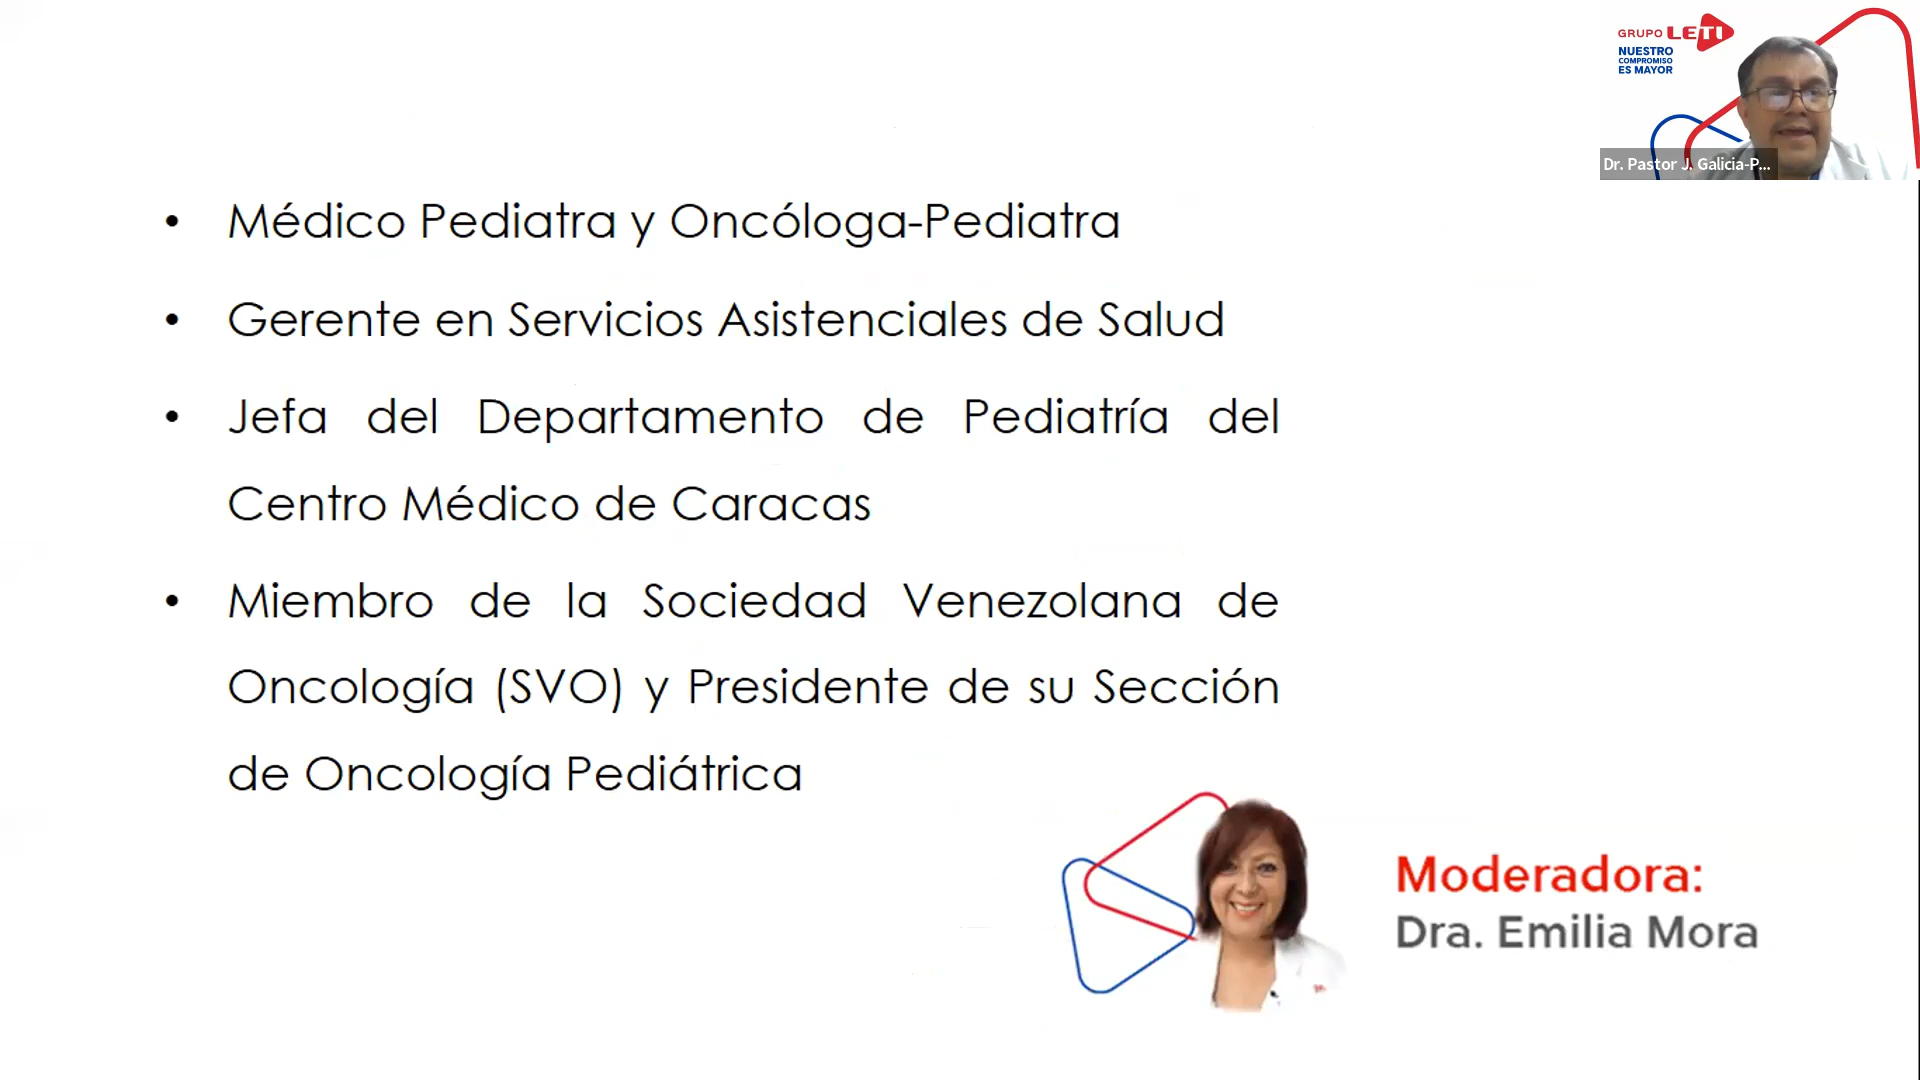 GRUPO LETI
NUESTRO
COMPROMISO
ES MAYOR
Dr. Pastor J. Galicia-P...
• Médico Pediatra y Oncóloga-Pediatra
• Gerente en Servicios Asistenciales de Salud
• Jefa del Departamento de Pediatría del
Centro Médico de Caracas
• Miembro de la Sociedad Venezolana de
Oncología (SVO) y Presidente de su Sección
de Oncología Pediátrica
Moderadora:
Dra. Emilia Mora